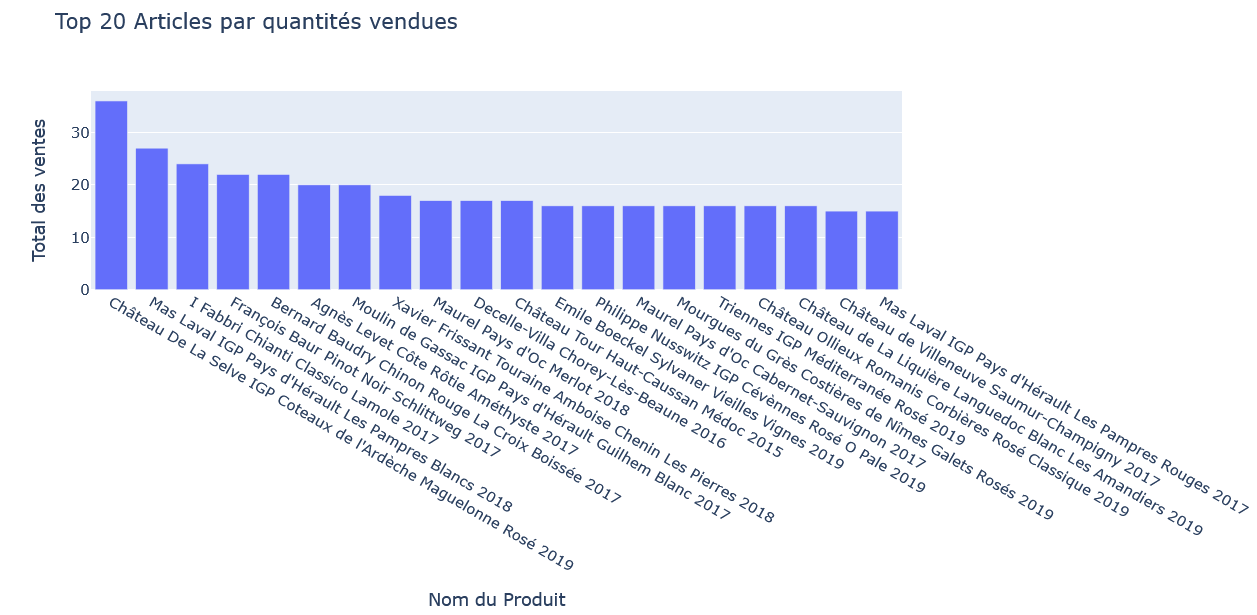 Top 20 Articles par quantités vendues
Total des ventes
30
20
10
0
Château De La Selve IGP Coteaux de l'Ardèche Maguelonne Rosé 2019
Mas Laval IGP Pays d'Hérault Les Pampres Blancs 2018
I Fabbri Chianti Classico Lamole 2017
François Baur Pinot Noir Schlittweg 2017
Bernard Baudry Chinon Rouge La Croix Boissée 2017
Agnès Levet Côte Rôtie Améthyste 2017
Moulin de Gassac IGP Pays d'Hérault Guilhem Blanc 2017
Xavier Frissant Touraine Amboise Chenin Les Pierres 2018
Maurel Pays d'Oc Merlot 2018
Decelle-Villa Chorey-Lès-Beaune 2016
Château Tour Haut-Caussan Médoc 2015
Emile Boeckel Sylvaner Vieilles Vignes 2019
Philippe Nusswitz IGP Cévènnes Rosé O Pale 2019
Maurel Pays d'Oc Cabernet-Sauvignon 2017
Mourgues du Grès Costières de Nîmes Galets Rosés 2019
Triennes IGP Méditerranée Rosé 2019
Château Ollieux Romanis Corbières Rosé Classique 2019
Château de La Liquière Languedoc Blanc Les Amandiers 2019
Château de Villeneuve Saumur-Champigny 2017
Mas Laval IGP Pays d'Hérault Les Pampres Rouges 2017
Nom du Produit